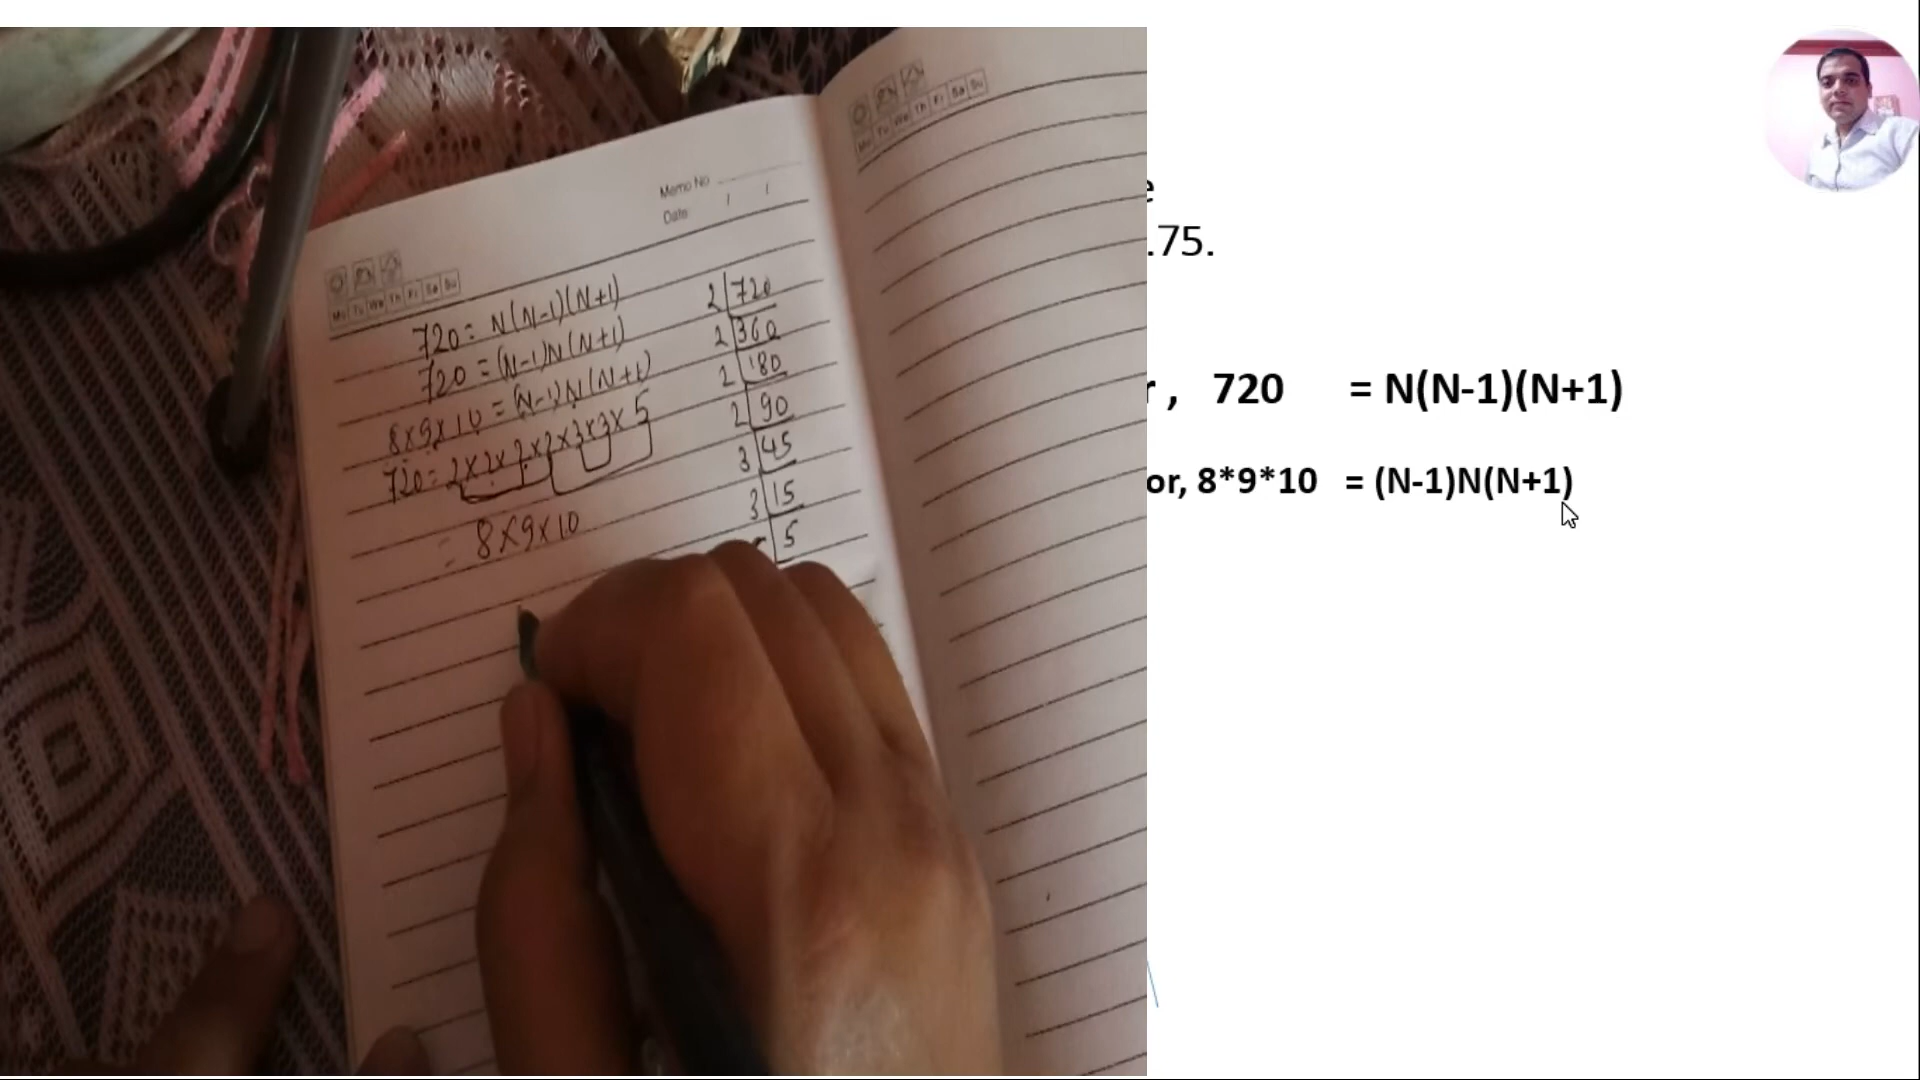 Memo No
Date / /
Mo Tu We Th Fr Sa Su
Mo Tu We Th Fr Sa Su
720 = N(N-1)(N+1)
720 = (N-1)N(N+1)
8×9×10 = (N-1)N(N+1)
720 = 2×2×2×2×3×3×5
= 8×9×10
2 720
2 360
2 180
2 90
3 45
3 15
5
e
.75.
r , 720 = N(N-1)(N+1)
or, 8*9*10 = (N-1)N(N+1)